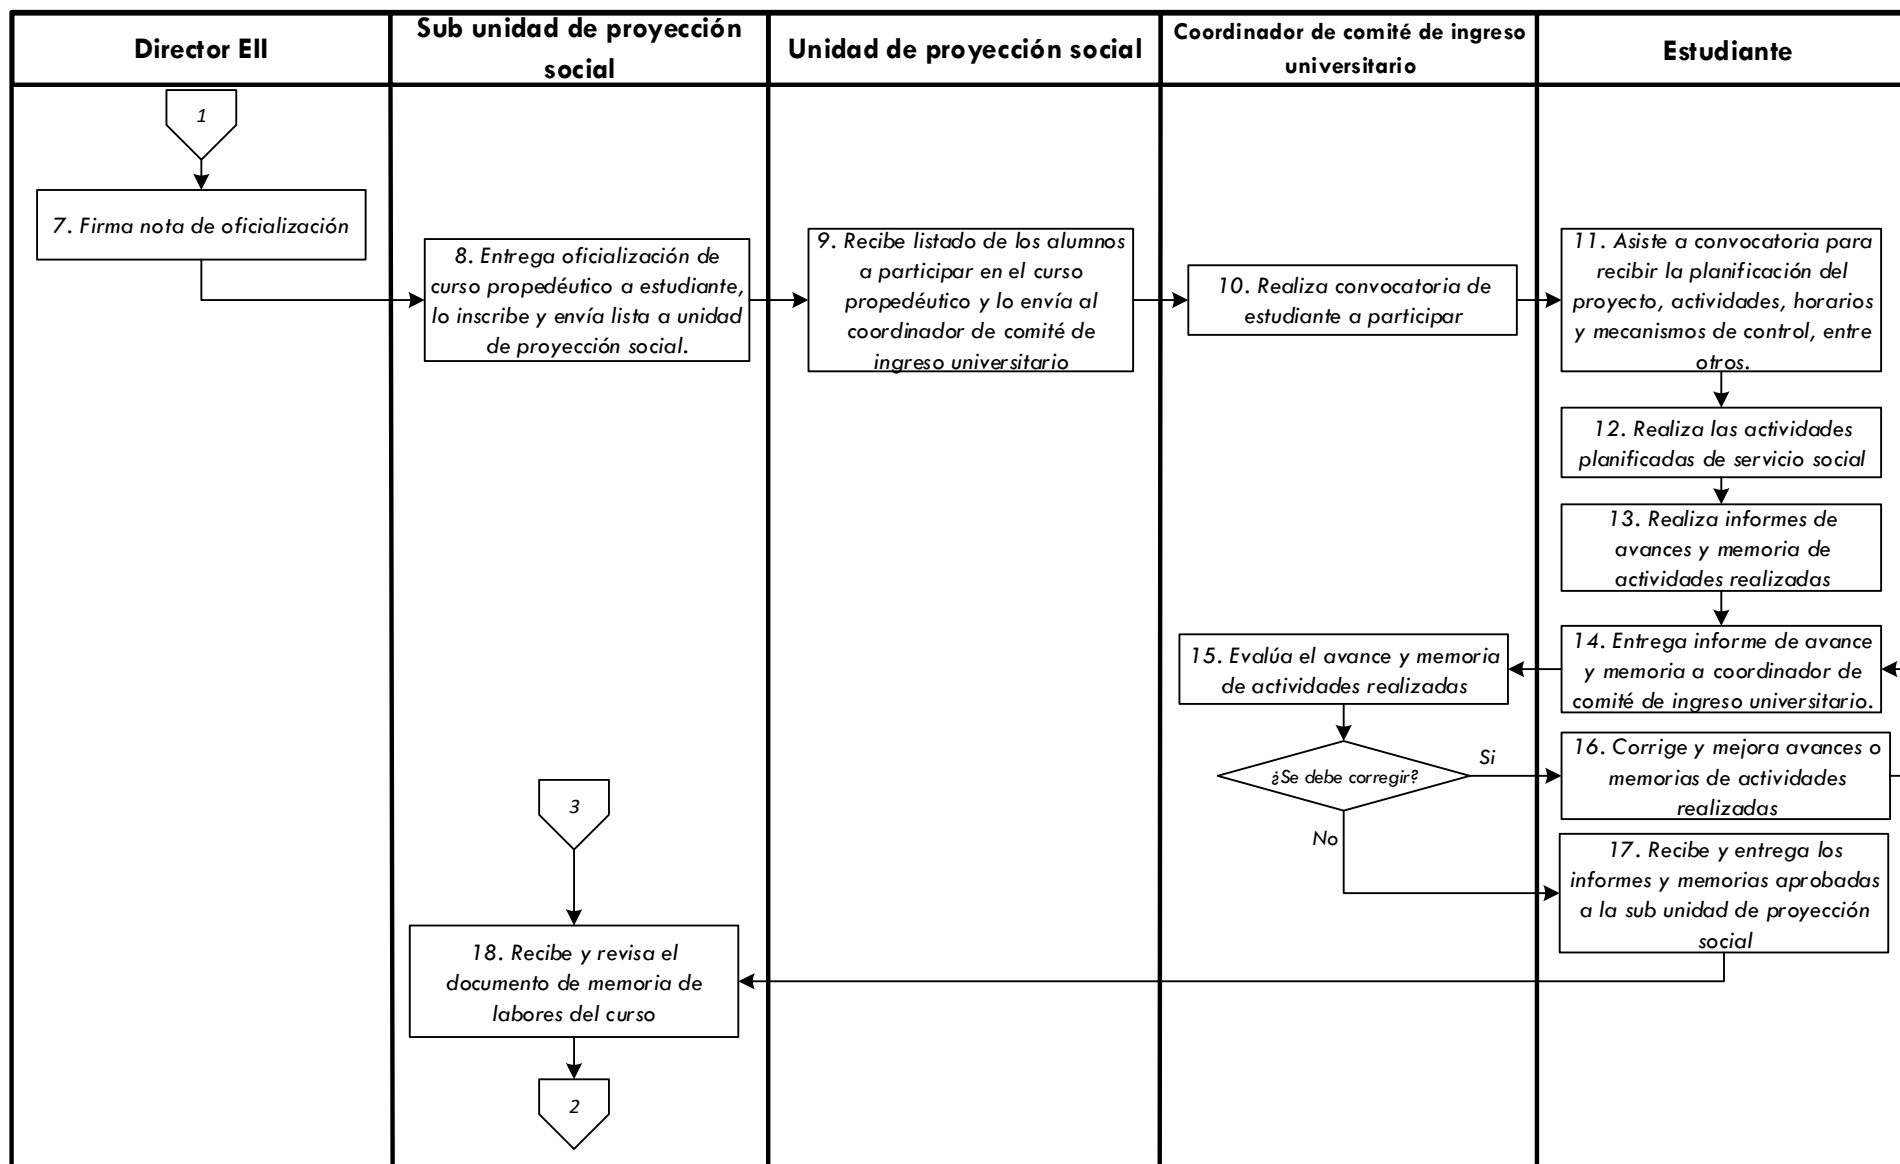 Director EII
Sub unidad de proyección
social
Unidad de proyección social
Coordinador de comité de ingreso
universitario
Estudiante
1
7. Firma nota de oficialización
8. Entrega oficialización de
curso propedéutico a estudiante,
lo inscribe y envía lista a unidad
de proyección social.
9. Recibe listado de los alumnos
a participar en el curso
propedéutico y lo envía al
coordinador de comité de
ingreso universitario
10. Realiza convocatoria de
estudiante a participar
11. Asiste a convocatoria para
recibir la planificación del
proyecto, actividades, horarios
y mecanismos de control, entre
otros.
12. Realiza las actividades
planificadas de servicio social
13. Realiza informes de
avances y memoria de
actividades realizadas
14. Entrega informe de avance
y memoria a coordinador de
comité de ingreso universitario.
15. Evalúa el avance y memoria
de actividades realizadas
¿Se debe corregir?
Si
No
16. Corrige y mejora avances o
memorias de actividades
realizadas
17. Recibe y entrega los
informes y memorias aprobadas
a la sub unidad de proyección
social
3
18. Recibe y revisa el
documento de memoria de
labores del curso
2